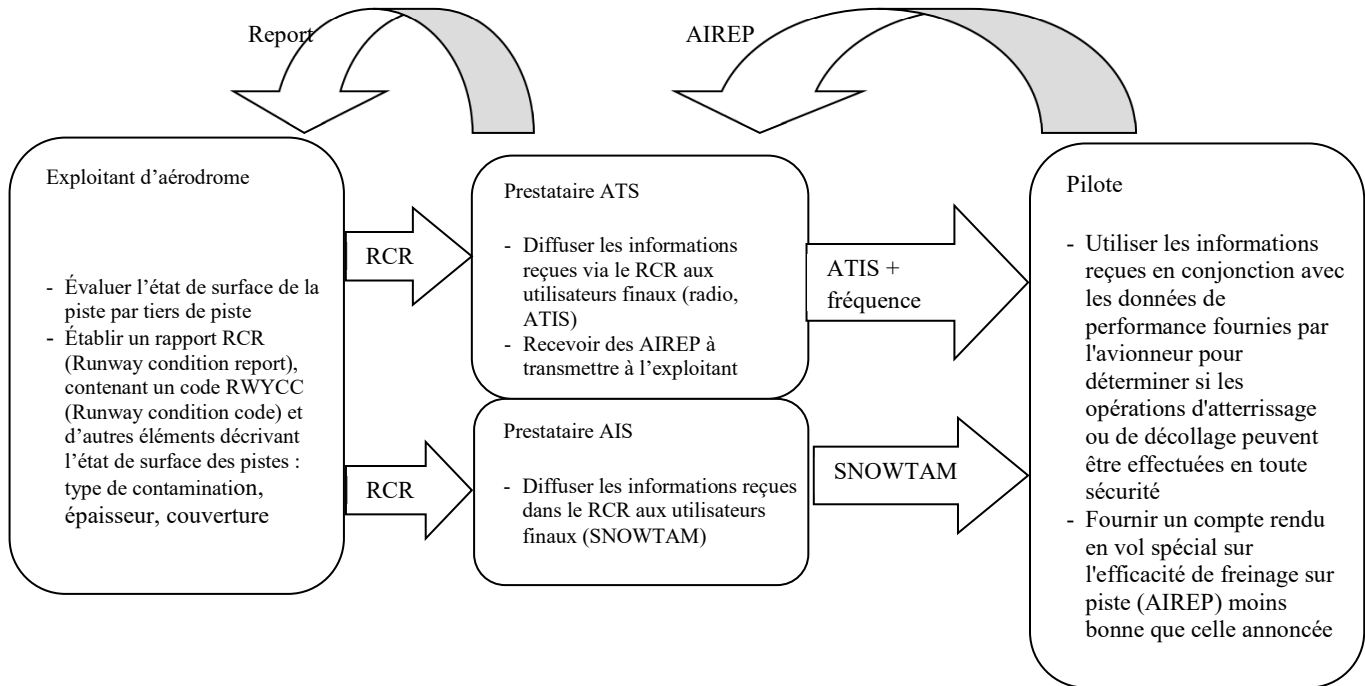 Report
AIREP
Exploitant d’aérodrome
- Évaluer l’état de surface de la
piste par tiers de piste
- Établir un rapport RCR
(Runway condition report),
contenant un code RWYCC
(Runway condition code) et
d’autres éléments décrivant
l’état de surface des pistes :
type de contamination,
épaisseur, couverture
RCR
RCR
Prestataire ATS
- Diffuser les informations
reçues via le RCR aux
utilisateurs finaux (radio,
ATIS)
- Recevoir des AIREP à
transmettre à l’exploitant
Prestataire AIS
- Diffuser les informations reçues
dans le RCR aux utilisateurs
finaux (SNOWTAM)
ATIS +
fréquence
SNOWTAM
Pilote
- Utiliser les informations
reçues en conjonction avec
les données de
performance fournies par
l'avionneur pour
déterminer si les
opérations d'atterrissage
ou de décollage peuvent
être effectuées en toute
sécurité
- Fournir un compte rendu
en vol spécial sur
l'efficacité de freinage sur
piste (AIREP) moins
bonne que celle annoncée